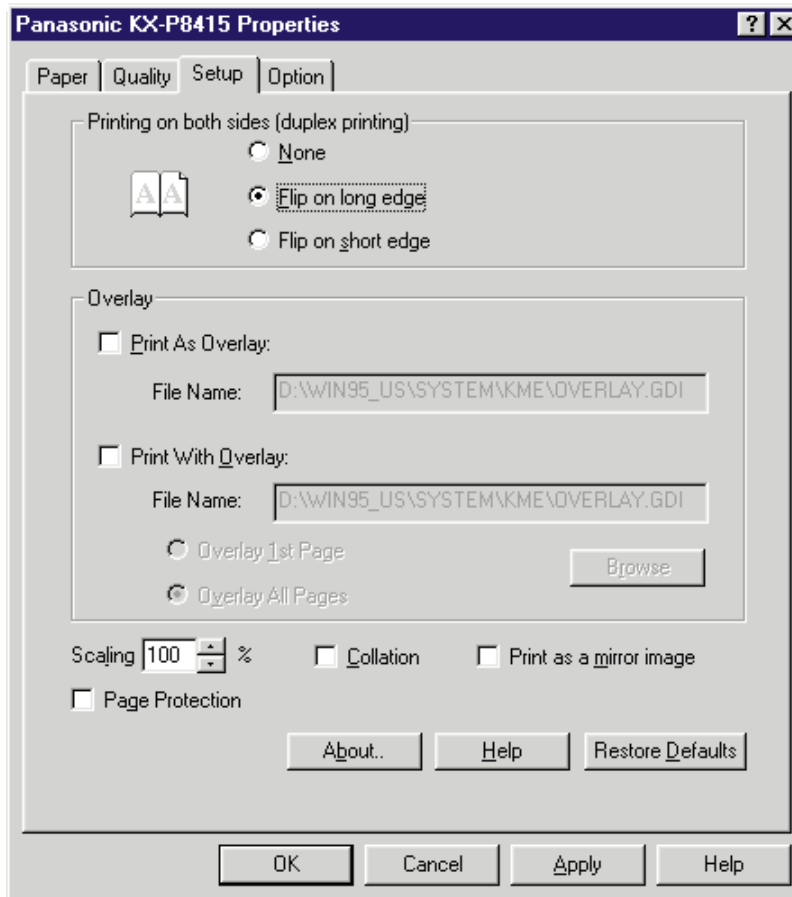 Panasonic KX-P8415 Properties
Paper Quality Setup Option
Printing on both sides (duplex printing)
None
A A
Flip on long edge
Flip on short edge
Overlay
Print As Overlay:
File Name: D:\WIN95_US\SYSTEM\KME\OVERLAY.GDI
Print With Overlay:
File Name: D:\WIN95_US\SYSTEM\KME\OVERLAY.GDI
Overlay 1st Page
Browse
Overlay All Pages
Scaling 100 % Collation Print as a mirror image
Page Protection
About.. Help Restore Defaults
OK Cancel Apply Help